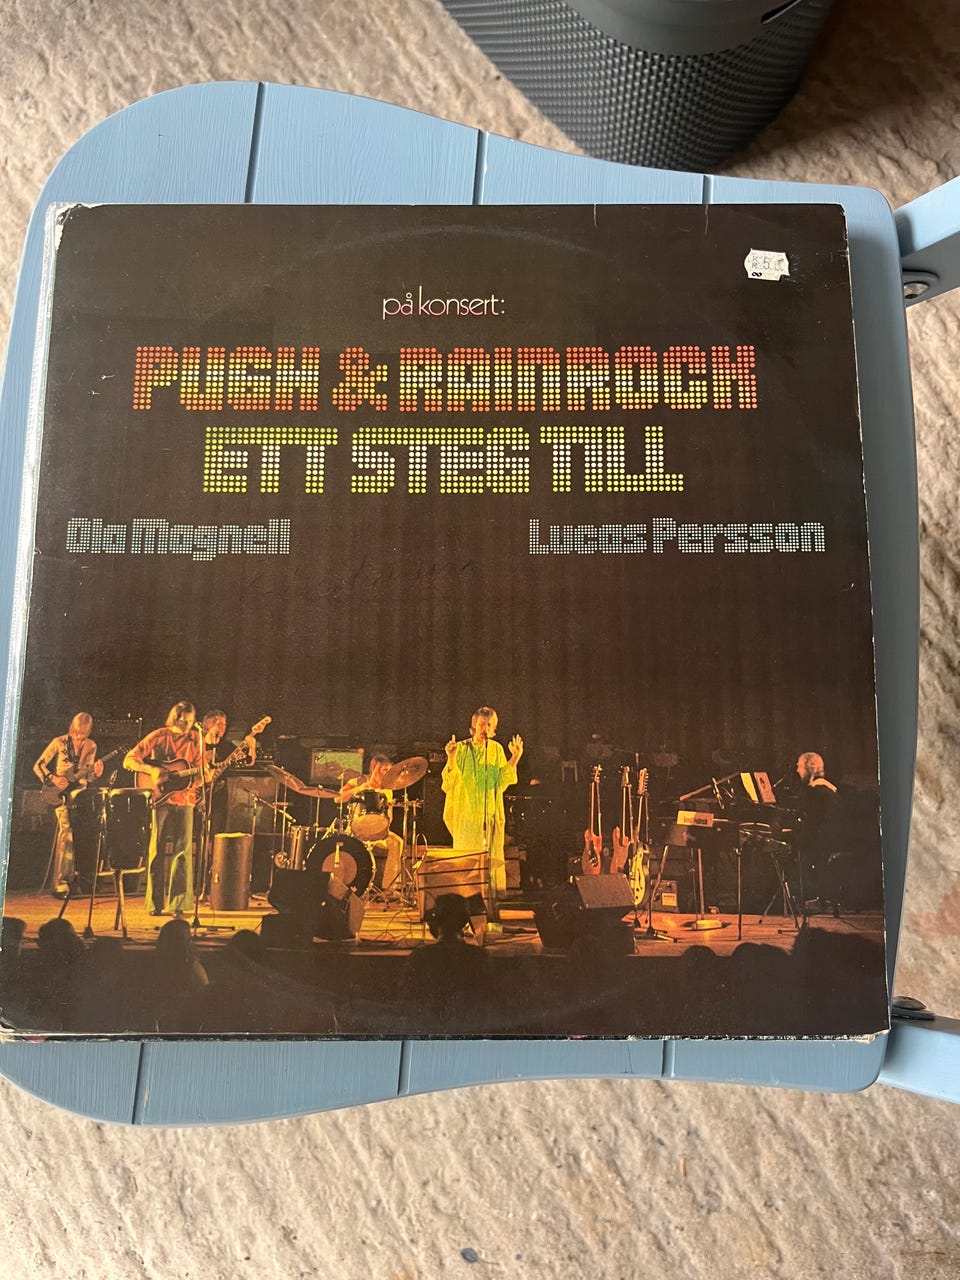 på konsert:
PUGH & RAINROCK
ETT STEG TILL
Ola Magnell Lucas Persson